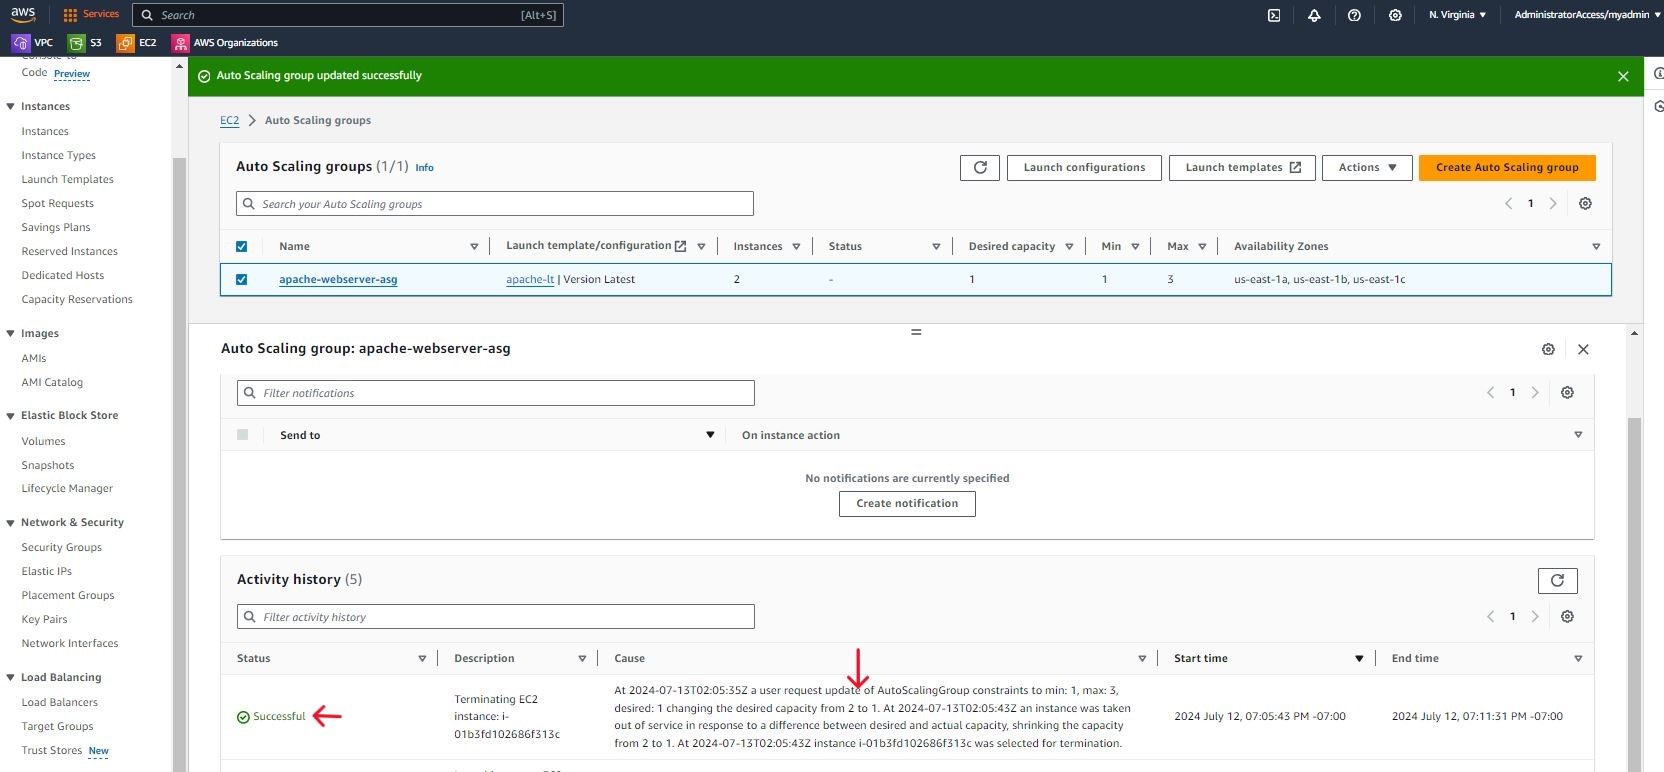 aws
Services
Search
[Alt+S]
N. Virginia
AdministratorAccess/myadmin
VPC
S3
EC2
AWS Organizations
Console-to-
Code Preview
Instances
Instances
Instance Types
Launch Templates
Spot Requests
Savings Plans
Reserved Instances
Dedicated Hosts
Capacity Reservations
Images
AMIs
AMI Catalog
Elastic Block Store
Volumes
Snapshots
Lifecycle Manager
Network & Security
Security Groups
Elastic IPs
Placement Groups
Key Pairs
Network Interfaces
Load Balancing
Load Balancers
Target Groups
Trust Stores New
Auto Scaling group updated successfully
EC2 > Auto Scaling groups
Auto Scaling groups (1/1) Info
Launch configurations
Launch templates
Actions
Create Auto Scaling group
Search your Auto Scaling groups
1
Name
Launch template/configuration
Instances
Status
Desired capacity
Min
Max
Availability Zones
apache-webserver-asg
apache-lt | Version Latest
2
-
1
1
3
us-east-1a, us-east-1b, us-east-1c
Auto Scaling group: apache-webserver-asg
Filter notifications
1
Send to
On instance action
No notifications are currently specified
Create notification
Activity history (5)
Filter activity history
1
Status
Description
Cause
Start time
End time
Successful
Terminating EC2
instance: i-
01b3fd102686f313c
At 2024-07-13T02:05:35Z a user request update of AutoScalingGroup constraints to min: 1, max: 3,
desired: 1 changing the desired capacity from 2 to 1. At 2024-07-13T02:05:43Z an instance was taken
out of service in response to a difference between desired and actual capacity, shrinking the capacity
from 2 to 1. At 2024-07-13T02:05:43Z instance i-01b3fd102686f313c was selected for termination.
2024 July 12, 07:05:43 PM -07:00
2024 July 12, 07:11:31 PM -07:00